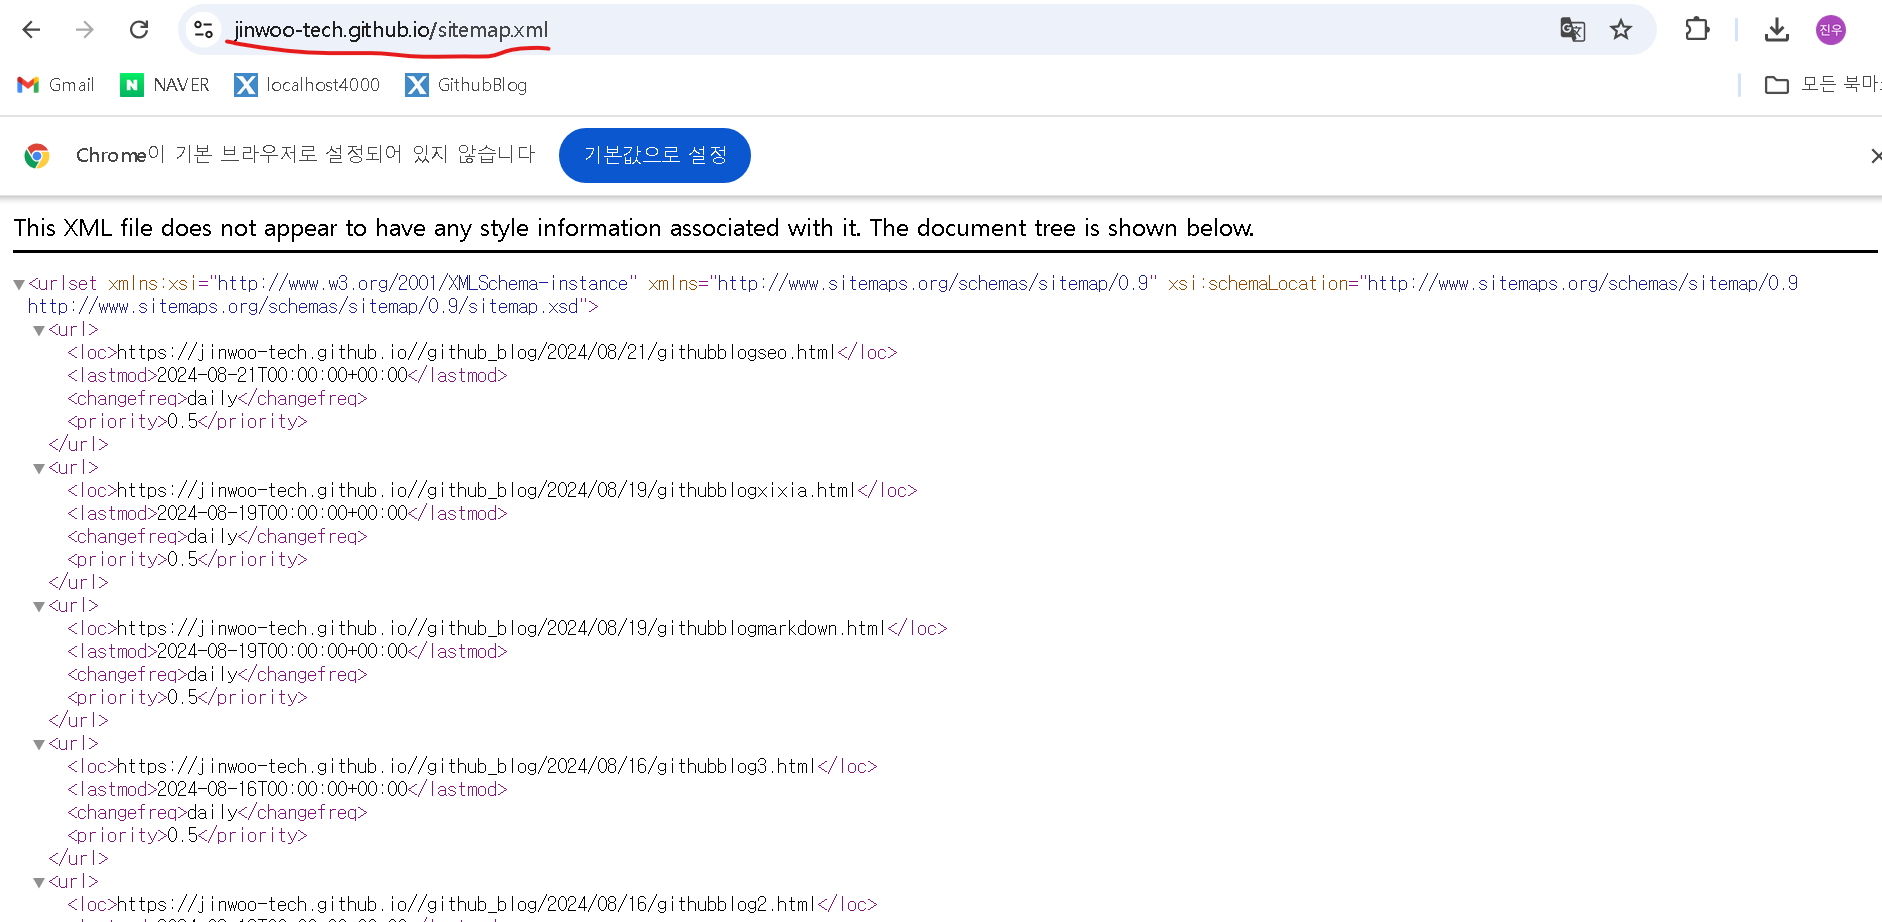 jinwoo-tech.github.io/sitemap.xml
진우
Gmail NAVER localhost4000 GithubBlog
Chrome이 기본 브라우저로 설정되어 있지 않습니다 기본값으로 설정
This XML file does not appear to have any style information associated with it. The document tree is shown below.
<urlset xmlns:xsi="http://www.w3.org/2001/XMLSchema-instance" xmlns="http://www.sitemaps.org/schemas/sitemap/0.9" xsi:schemaLocation="http://www.sitemaps.org/schemas/sitemap/0.9
http://www.sitemaps.org/schemas/sitemap/0.9/sitemap.xsd">
<url>
<loc>https://jinwoo-tech.github.io//github_blog/2024/08/21/githubblogseo.html</loc>
<lastmod>2024-08-21T00:00:00+00:00</lastmod>
<changefreq>daily</changefreq>
<priority>0.5</priority>
</url>
<url>
<loc>https://jinwoo-tech.github.io//github_blog/2024/08/19/githubblogxixia.html</loc>
<lastmod>2024-08-19T00:00:00+00:00</lastmod>
<changefreq>daily</changefreq>
<priority>0.5</priority>
</url>
<url>
<loc>https://jinwoo-tech.github.io//github_blog/2024/08/19/githubblogmarkdown.html</loc>
<lastmod>2024-08-19T00:00:00+00:00</lastmod>
<changefreq>daily</changefreq>
<priority>0.5</priority>
</url>
<url>
<loc>https://jinwoo-tech.github.io//github_blog/2024/08/16/githubblog3.html</loc>
<lastmod>2024-08-16T00:00:00+00:00</lastmod>
<changefreq>daily</changefreq>
<priority>0.5</priority>
</url>
<url>
<loc>https://jinwoo-tech.github.io//github_blog/2024/08/16/githubblog2.html</loc>